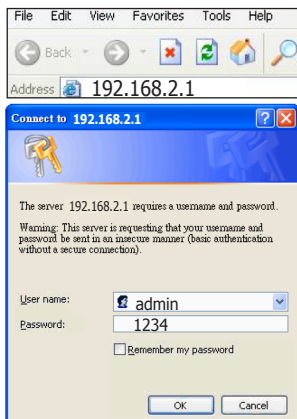 File Edit View Favorites Tools Help
Back
Address 192.168.2.1
Connect to 192.168.2.1
The server 192.168.2.1 requires a username and password.
Warning: This server is requesting that your username and
password be sent in an insecure manner (basic authentication
without a secure connection).
User name: admin
Password: 1234
Remember my password
OK Cancel